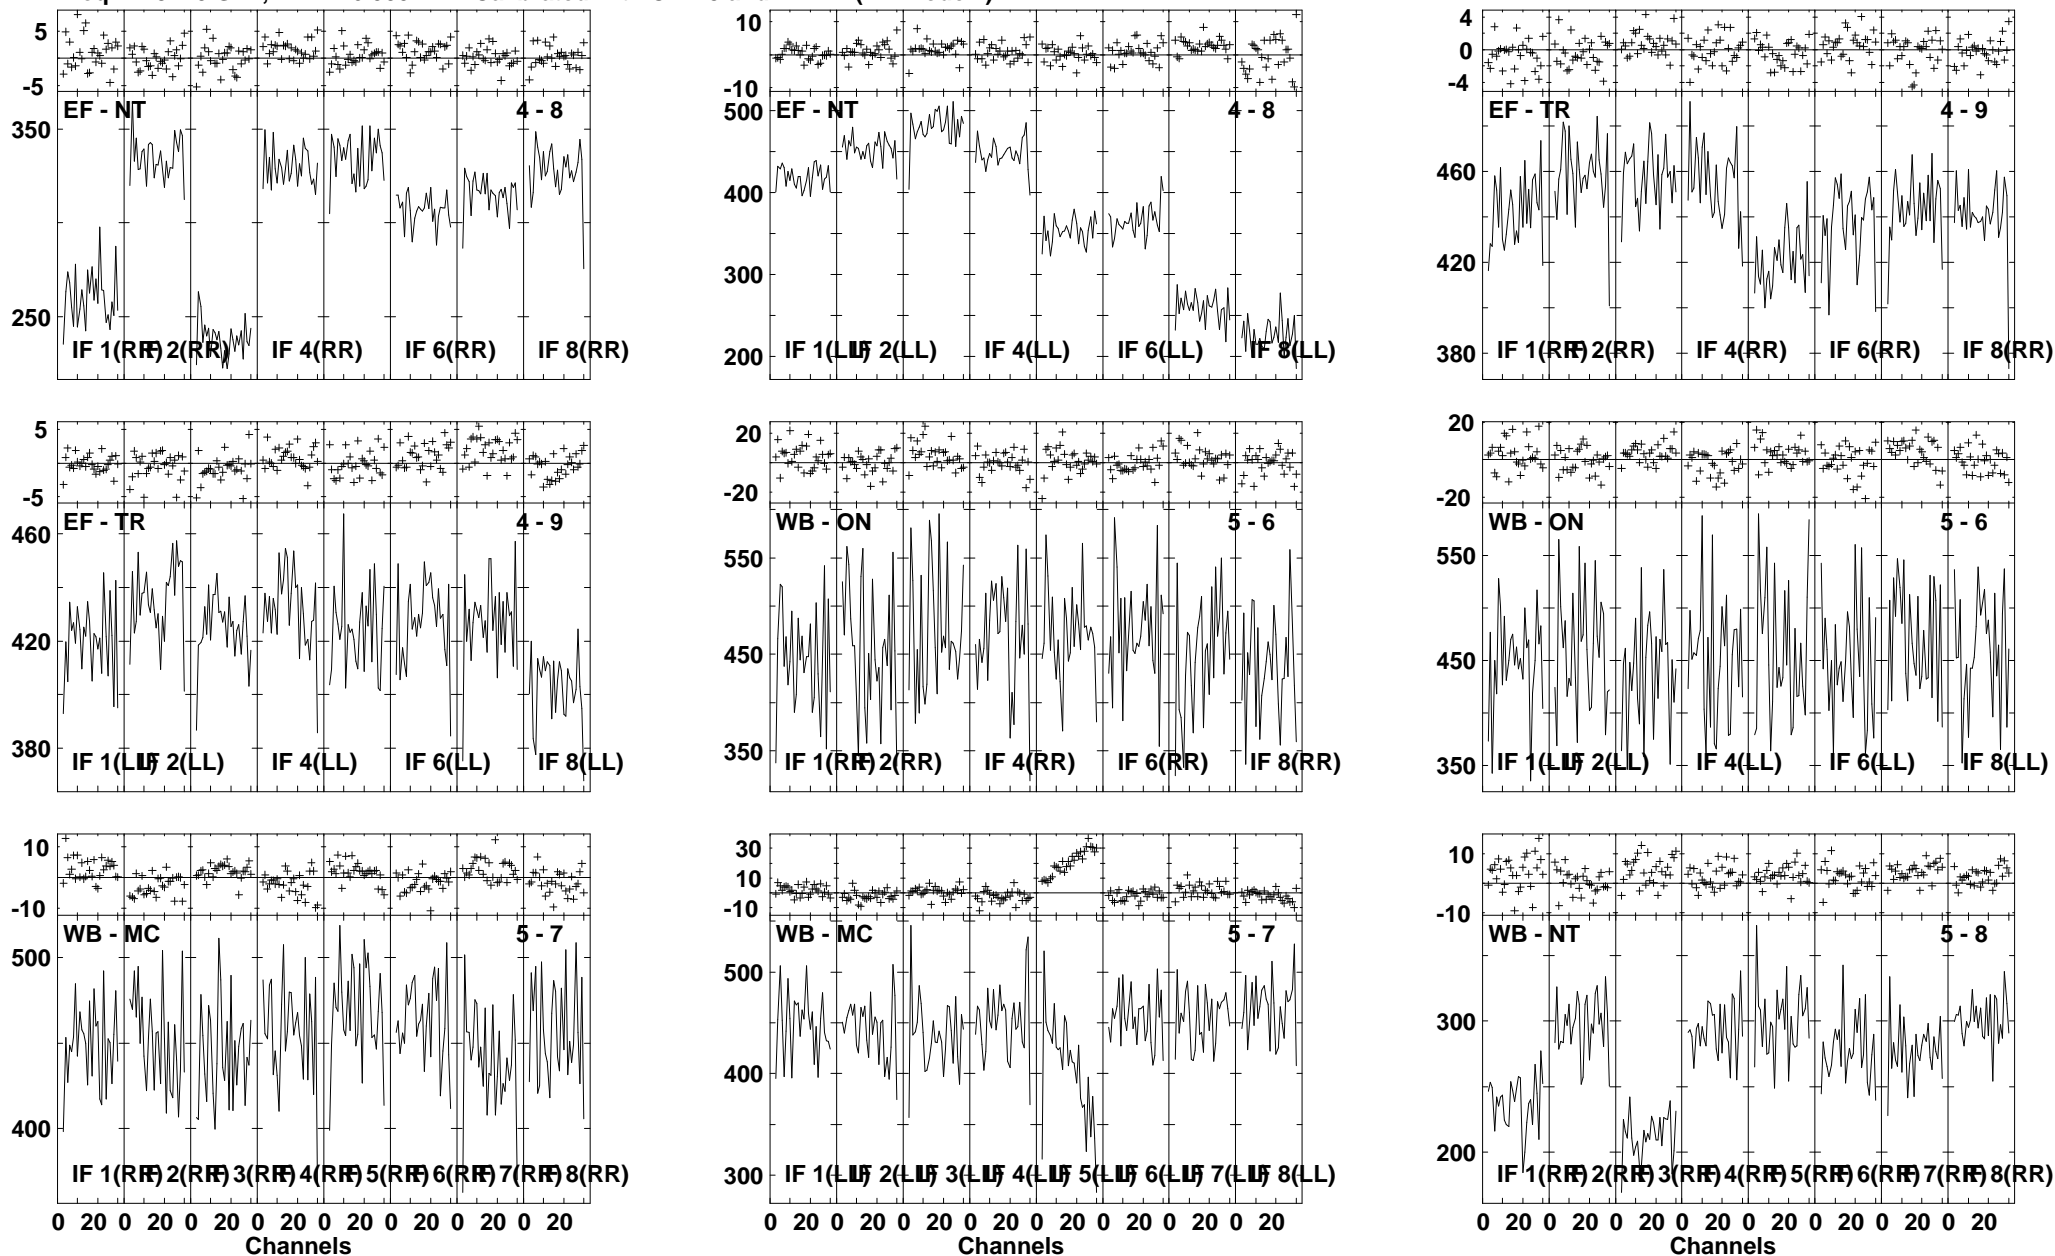 5 10 4
0
-5 -10 -4
EF - NT 4 - 8
350
250
IF 1(RR) IF 2(RR) IF 4(RR) IF 6(RR) IF 8(RR)
EF - NT 4 - 8
500
400
300
200
IF 1(LL) IF 2(LL) IF 4(LL) IF 6(LL) IF 8(LL)
EF - TR 4 - 9
460
420
380
IF 1(RR) IF 2(RR) IF 4(RR) IF 6(RR) IF 8(RR)
5
-5
EF - TR 4 - 9
460
420
380
IF 1(LL) IF 2(LL) IF 4(LL) IF 6(LL) IF 8(LL)
20
-20
WB - ON 5 - 6
550
450
350
IF 1(RR) IF 2(RR) IF 4(RR) IF 6(RR) IF 8(RR)
20
-20
WB - ON 5 - 6
550
450
350
IF 1(LL) IF 2(LL) IF 4(LL) IF 6(LL) IF 8(LL)
10
-10
WB - MC 5 - 7
500
400
IF 1(RR) IF 2(RR) IF 3(RR) IF 4(RR) IF 5(RR) IF 6(RR) IF 7(RR) IF 8(RR)
0 20 0 20 0 20 0 20 0 20 0 20 0 20 0 20
Channels
30
10
-10
WB - MC 5 - 7
500
400
300
IF 1(LL) IF 2(LL) IF 3(LL) IF 4(LL) IF 5(LL) IF 6(LL) IF 7(LL) IF 8(LL)
0 20 0 20 0 20 0 20 0 20 0 20 0 20 0 20
Channels
10
-10
WB - NT 5 - 8
300
200
IF 1(RR) IF 2(RR) IF 3(RR) IF 4(RR) IF 5(RR) IF 6(RR) IF 7(RR) IF 8(RR)
0 20 0 20 0 20 0 20 0 20 0 20 0 20 0 20
Channels